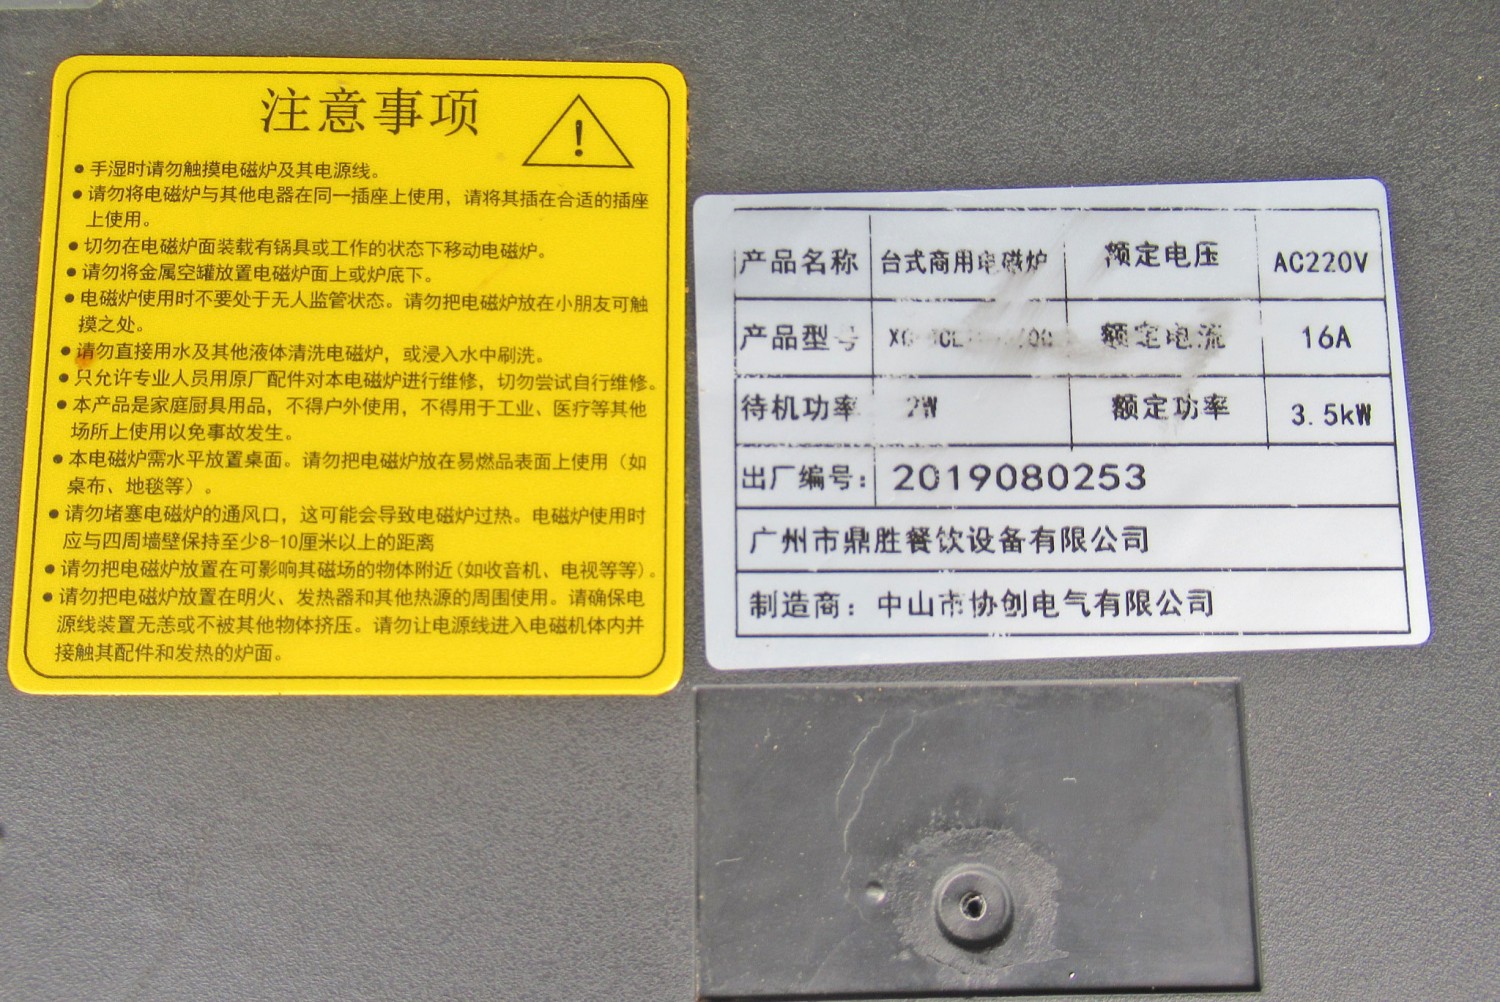 注意事项
●手湿时请勿触摸电磁炉及其电源线。
●请勿将电磁炉与其他电器在同一插座上使用，请将其插在合适的插座
上使用。
●切勿在电磁炉面装载有锅具或工作的状态下移动电磁炉。
●请勿将金属空罐放置电磁炉面上或炉底下。
●电磁炉使用时不要处于无人监管状态。请勿把电磁炉放在小朋友可触
摸之处。
●请勿直接用水及其他液体清洗电磁炉，或浸入水中刷洗。
●只允许专业人员用原厂配件对本电磁炉进行维修，切勿尝试自行维修。
●本产品是家庭厨具用品，不得户外使用，不得用于工业、医疗等其他
场所上使用以免事故发生。
●本电磁炉需水平放置桌面。请勿把电磁炉放在易燃品表面上使用（如
桌布、地毯等）。
●请勿堵塞电磁炉的通风口，这可能会导致电磁炉过热。电磁炉使用时
应与四周墙壁保持至少8-10厘米以上的距离
●请勿把电磁炉放置在可影响其磁场的物体附近(如收音机、电视等等)。
●请勿把电磁炉放置在明火、发热器和其他热源的周围使用。请确保电
源线装置无恙或不被其他物体挤压。请勿让电源线进入电磁机体内并
接触其配件和发热的炉面。
产品名称 台式商用电磁炉 额定电压 AC220V
产品型号 额定电流 16A
待机功率 2W 额定功率 3.5kW
出厂编号: 2019080253
广州市鼎胜餐饮设备有限公司
制造商: 中山市协创电气有限公司